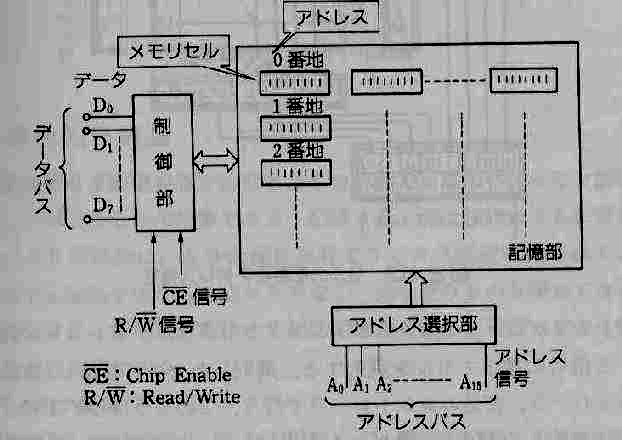 アドレス
メモリセル
0番地
データ
D₀
1番地
D₁
制御部
データバス
2番地
D₇
記憶部
C̅E̅信号
R/W̅信号
アドレス選択部
アドレス信号
C̅E̅：Chip Enable
A₀ A₁ A₂ A₁₅
R/W̅：Read/Write
アドレスバス